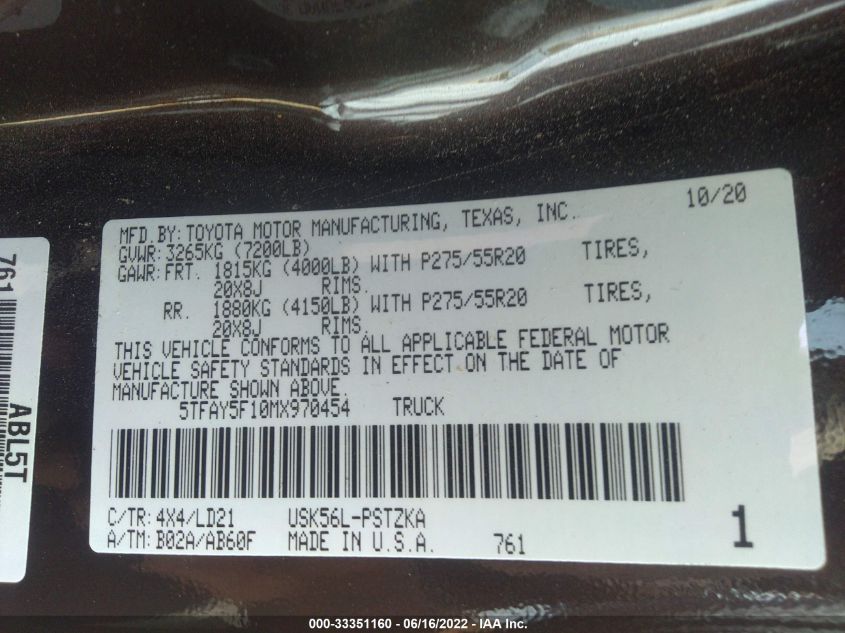 10/20
MFD.BY: TOYOTA MOTOR MANUFACTURING, TEXAS, INC.
GVWR: 3265KG (7200LB)
GAWR: FRT. 1815KG (4000LB) WITH P275/55R20 TIRES,
20X8J RIMS.
RR. 1880KG (4150LB) WITH P275/55R20 TIRES,
20X8J RIMS.
THIS VEHICLE CONFORMS TO ALL APPLICABLE FEDERAL MOTOR
VEHICLE SAFETY STANDARDS IN EFFECT ON THE DATE OF
MANUFACTURE SHOWN ABOVE.
5TFAY5F10MX970454 TRUCK
C/TR: 4X4/LD21 USK56L-PSTZKA
A/TM: B02A/AB60F MADE IN U.S.A. 761
1
761
ABL5T
000-33351160 - 06/16/2022 - IAA Inc.